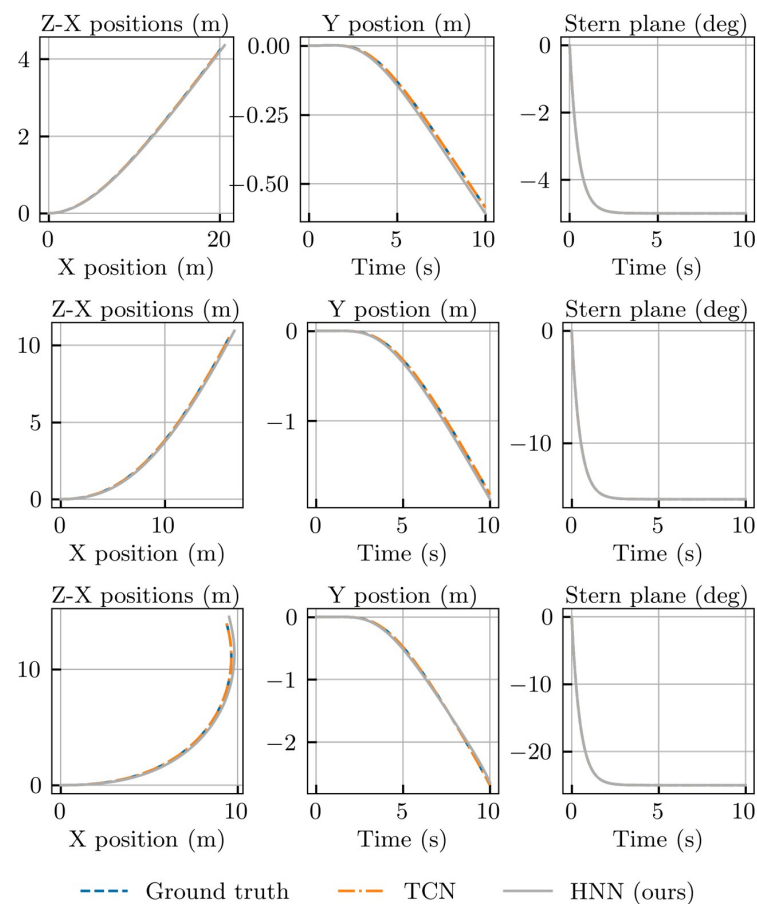 Z-X positions (m) Y postion (m) Stern plane (deg)
4 0.00 0
2 −0.25 −2
0 −0.50 −4
0 20 0 5 10 0 5 10
X position (m) Time (s) Time (s)
Z-X positions (m) Y postion (m) Stern plane (deg)
10 0 0
5 −1 −10
0
0 10 0 5 10 0 5 10
X position (m) Time (s) Time (s)
Z-X positions (m) Y postion (m) Stern plane (deg)
10 0 0
0 −1 −10
−2 −20
0 10 0 5 10 0 5 10
X position (m) Time (s) Time (s)
Ground truth TCN HNN (ours)